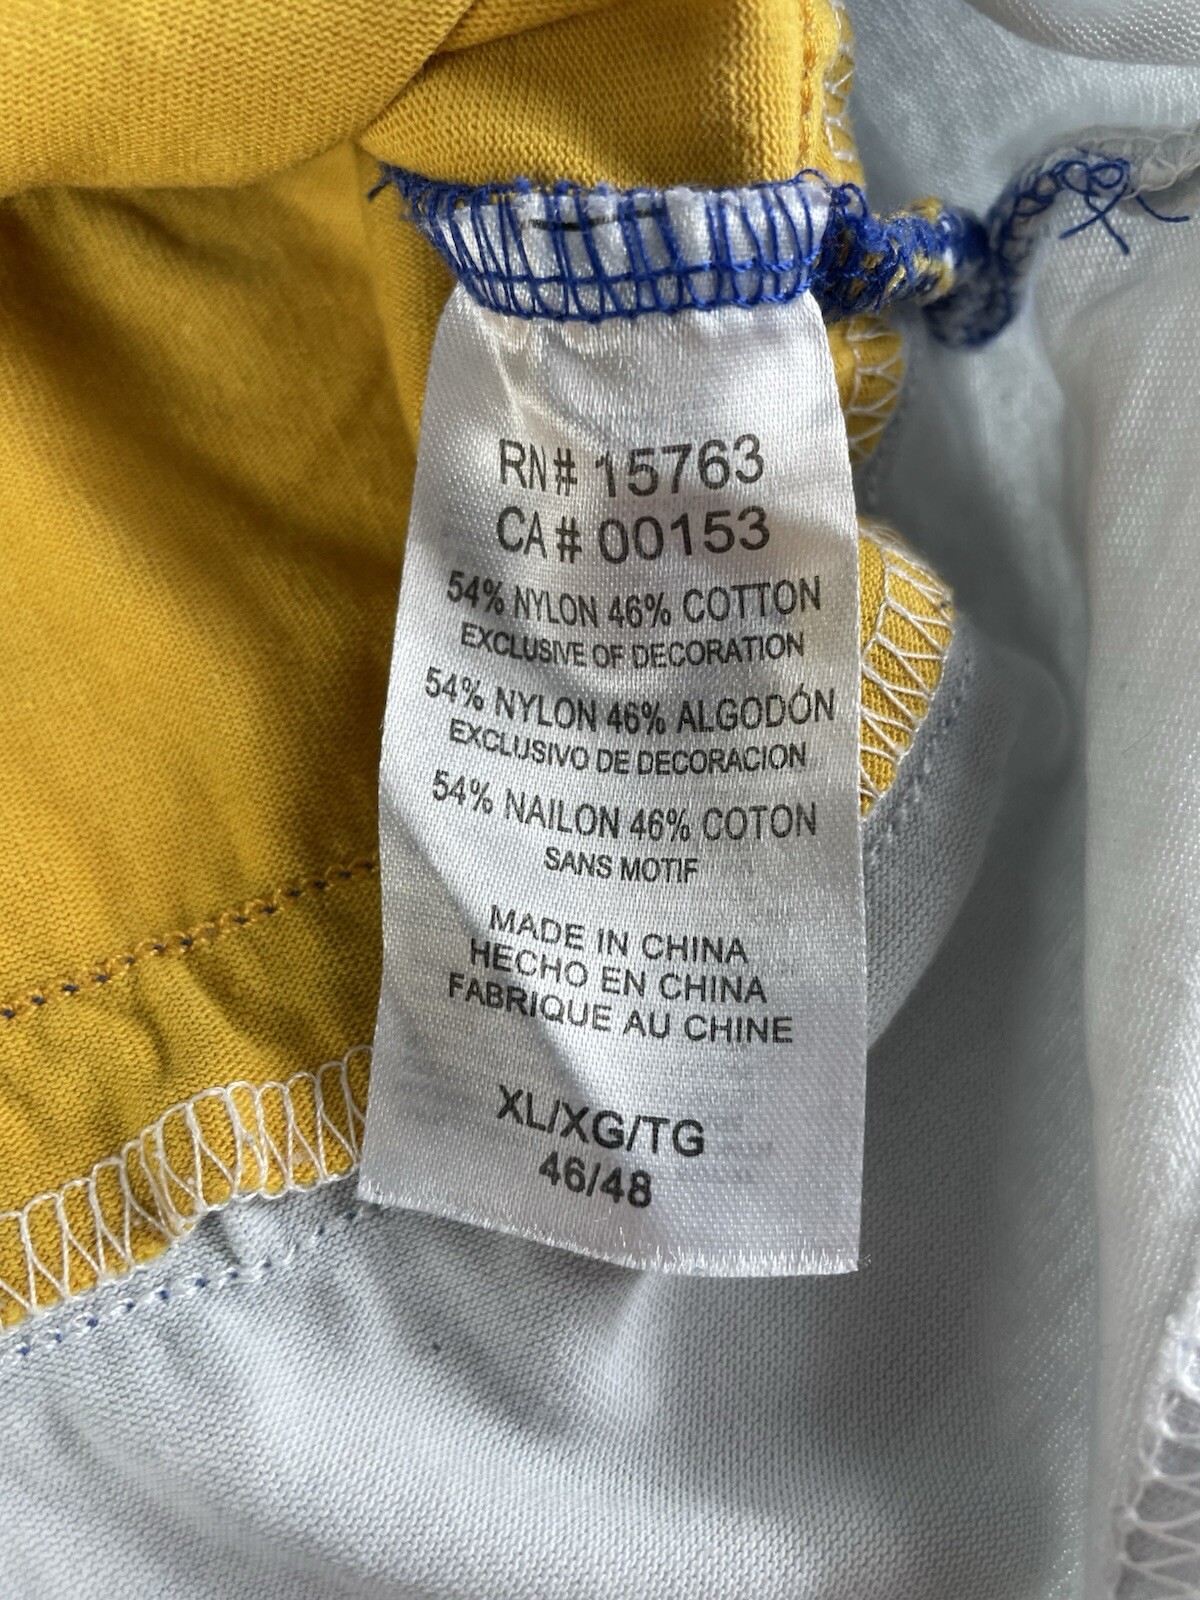 RN# 15763
CA# 00153
54% NYLON 46% COTTON
EXCLUSIVE OF DECORATION
54% NYLON 46% ALGODÓN
EXCLUSIVO DE DECORACION
54% NAILON 46% COTON
SANS MOTIF
MADE IN CHINA
HECHO EN CHINA
FABRIQUE AU CHINE
XL/XG/TG
46/48